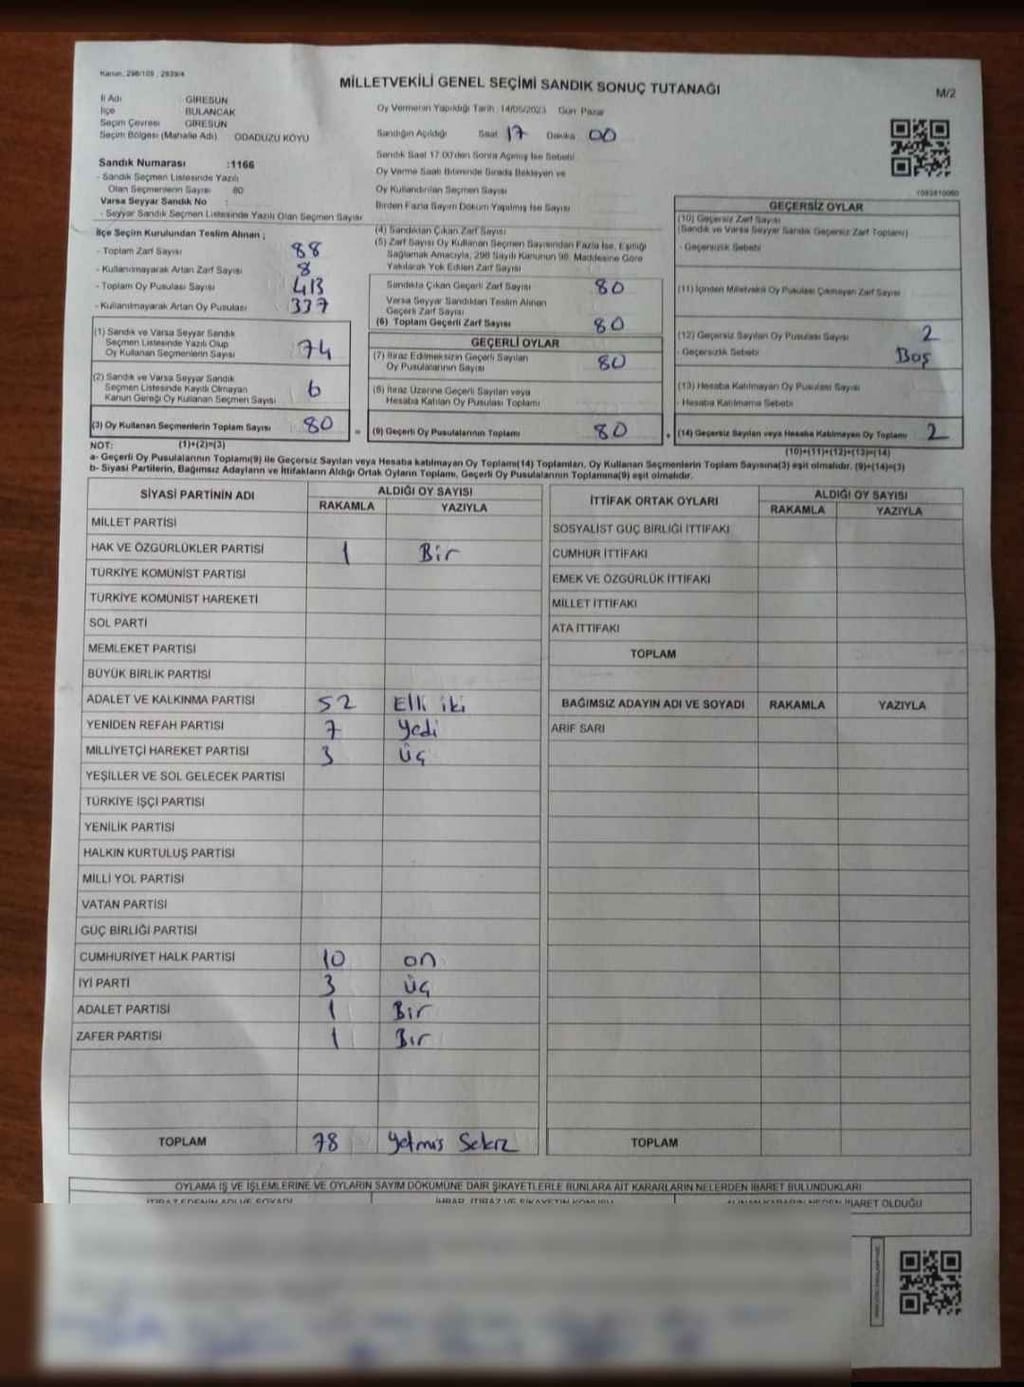 Kanun: 298/105 , 2839/4
MİLLETVEKİLİ GENEL SEÇİMİ SANDIK SONUÇ TUTANAĞI
M/2
İl Adı GİRESUN
İlçe BULANCAK
Seçim Çevresi GİRESUN
Seçim Bölgesi (Mahalle Adı) ODADÜZÜ KÖYÜ
Sandık Numarası :1166
- Sandık Seçmen Listesinde Yazılı
Olan Seçmenlerin Sayısı 80
Varsa Seyyar Sandık No :
- Seyyar Sandık Seçmen Listesinde Yazılı Olan Seçmen Sayısı
Oy Vermenin Yapıldığı Tarih 14/05/2023 Gün Pazar
Sandığın Açıldığı Saat 17 Dakika 00
Sandık Saat 17.00'den Sonra Açılmış İse Sebebi
Oy Verme Saati Bitiminde Sırada Bekleyen ve
Oy Kullandırılan Seçmen Sayısı
Birden Fazla Sayım Döküm Yapılmış İse Sayısı
İlçe Seçim Kurulundan Teslim Alınan ;
- Toplam Zarf Sayısı 88
- Kullanılmayarak Artan Zarf Sayısı 8
- Toplam Oy Pusulası Sayısı 413
- Kullanılmayarak Artan Oy Pusulası 337
(1) Sandık ve Varsa Seyyar Sandık
Seçmen Listesinde Yazılı Olup
Oy Kullanan Seçmenlerin Sayısı 74
(2) Sandık ve Varsa Seyyar Sandık
Seçmen Listesinde Kayıtlı Olmayan
Kanun Gereği Oy Kullanan Seçmen Sayısı 6
(3) Oy Kullanan Seçmenlerin Toplam Sayısı 80 =
(4) Sandıktan Çıkan Zarf Sayısı
(5) Zarf Sayısı Oy Kullanan Seçmen Sayısından Fazla İse, Eşitliği
Sağlamak Amacıyla, 298 Sayılı Kanunun 98. Maddesine Göre
Yakılarak Yok Edilen Zarf Sayısı
Sandıkta Çıkan Geçerli Zarf Sayısı 80
Varsa Seyyar Sandıktan Teslim Alınan
Geçerli Zarf Sayısı
(6) Toplam Geçerli Zarf Sayısı 80
GEÇERLİ OYLAR
(7) İtiraz Edilmeksizin Geçerli Sayılan
Oy Pusulalarının Sayısı 80
(8) İtiraz Üzerine Geçerli Sayılan veya
Hesaba Katılan Oy Pusulası Toplamı
(9) Geçerli Oy Pusulalarının Toplamı 80 +
GEÇERSİZ OYLAR
(10) Geçersiz Zarf Sayısı
(Sandık ve Varsa Seyyar Sandık Geçersiz Zarf Toplamı)
- Geçersizlik Sebebi
(11) İçinden Milletvekili Oy Pusulası Çıkmayan Zarf Sayısı
(12) Geçersiz Sayılan Oy Pusulası Sayısı 2
- Geçersizlik Sebebi Boş
(13) Hesaba Katılmayan Oy Pusulası Sayısı
- Hesaba Katılmama Sebebi
(14) Geçersiz Sayılan veya Hesaba Katılmayan Oy Toplamı 2
NOT: (1)+(2)=(3)
(10)+(11)+(12)+(13)=(14)
a- Geçerli Oy Pusulaları Toplamı(9) ile Geçersiz Sayılan veya Hesaba katılmayan Oy Toplamı(14) Toplamları, Oy Kullanan Seçmenlerin Toplam Sayısına(3) eşit olmalıdır. (9)+(14)=(3)
b- Siyasi Partilerin, Bağımsız Adayların ve İttifakların Aldığı Ortak Oyların Toplamı, Geçerli Oy Pusulalarının Toplamına(9) eşit olmalıdır.
SİYASİ PARTİNİN ADI ALDIĞI OY SAYISI
RAKAMLA YAZIYLA
MİLLET PARTİSİ
HAK VE ÖZGÜRLÜKLER PARTİSİ 1 Bir
TÜRKİYE KOMÜNİST PARTİSİ
TÜRKİYE KOMÜNİST HAREKETİ
SOL PARTİ
MEMLEKET PARTİSİ
BÜYÜK BİRLİK PARTİSİ
ADALET VE KALKINMA PARTİSİ 52 Elli iki
YENİDEN REFAH PARTİSİ 7 Yedi
MİLLİYETÇİ HAREKET PARTİSİ 3 Üç
YEŞİLLER VE SOL GELECEK PARTİSİ
TÜRKİYE İŞÇİ PARTİSİ
YENİLİK PARTİSİ
HALKIN KURTULUŞ PARTİSİ
MİLLİ YOL PARTİSİ
VATAN PARTİSİ
GÜÇ BİRLİĞİ PARTİSİ
CUMHURİYET HALK PARTİSİ 10 on
İYİ PARTİ 3 Üç
ADALET PARTİSİ 1 Bir
ZAFER PARTİSİ 1 Bir
TOPLAM 78 Yetmiş Sekiz
İTTİFAK ORTAK OYLARI ALDIĞI OY SAYISI
RAKAMLA YAZIYLA
SOSYALİST GÜÇ BİRLİĞİ İTTİFAKI
CUMHUR İTTİFAKI
EMEK VE ÖZGÜRLÜK İTTİFAKI
MİLLET İTTİFAKI
ATA İTTİFAKI
TOPLAM
BAĞIMSIZ ADAYIN ADI VE SOYADI RAKAMLA YAZIYLA
ARİF SARI
TOPLAM
OYLAMA İŞ VE İŞLEMLERİNE VE OYLARIN SAYIM DÖKÜMÜNE DAİR ŞİKAYETLERLE BUNLARA AİT KARARLARIN NELERDEN İBARET BULUNDUKLARI